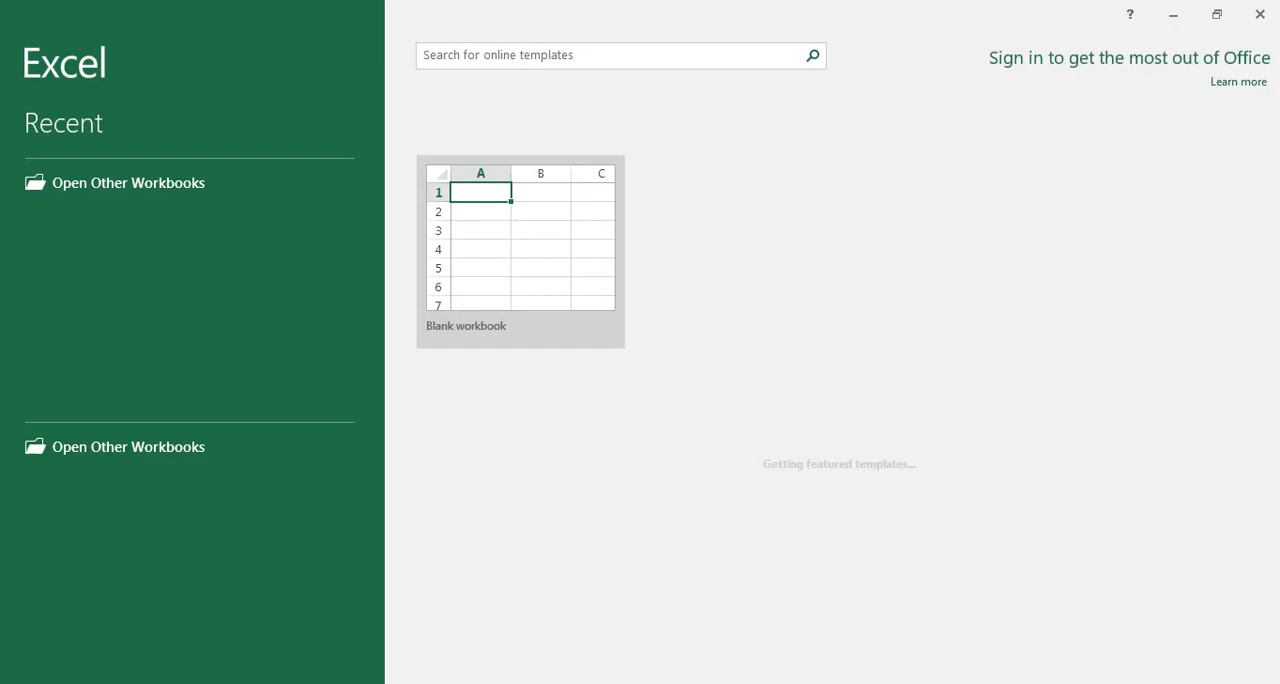 ?
Excel
Search for online templates
Sign in to get the most out of Office
Learn more
Recent
Open Other Workbooks
A B C
1
2
3
4
5
6
7
Blank workbook
Open Other Workbooks
Getting featured templates...